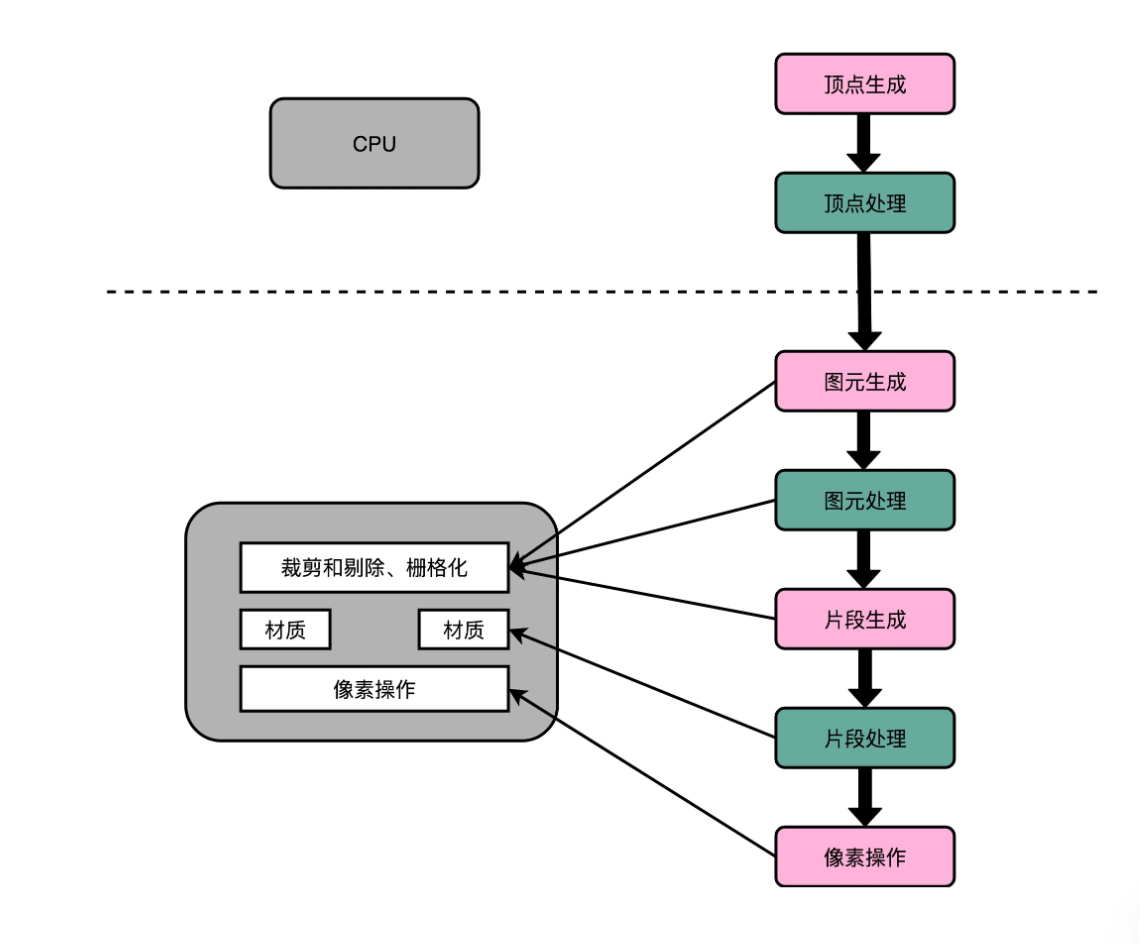 顶点生成
CPU
顶点处理
图元生成
图元处理
裁剪和剔除、栅格化
片段生成
材质
材质
像素操作
片段处理
像素操作